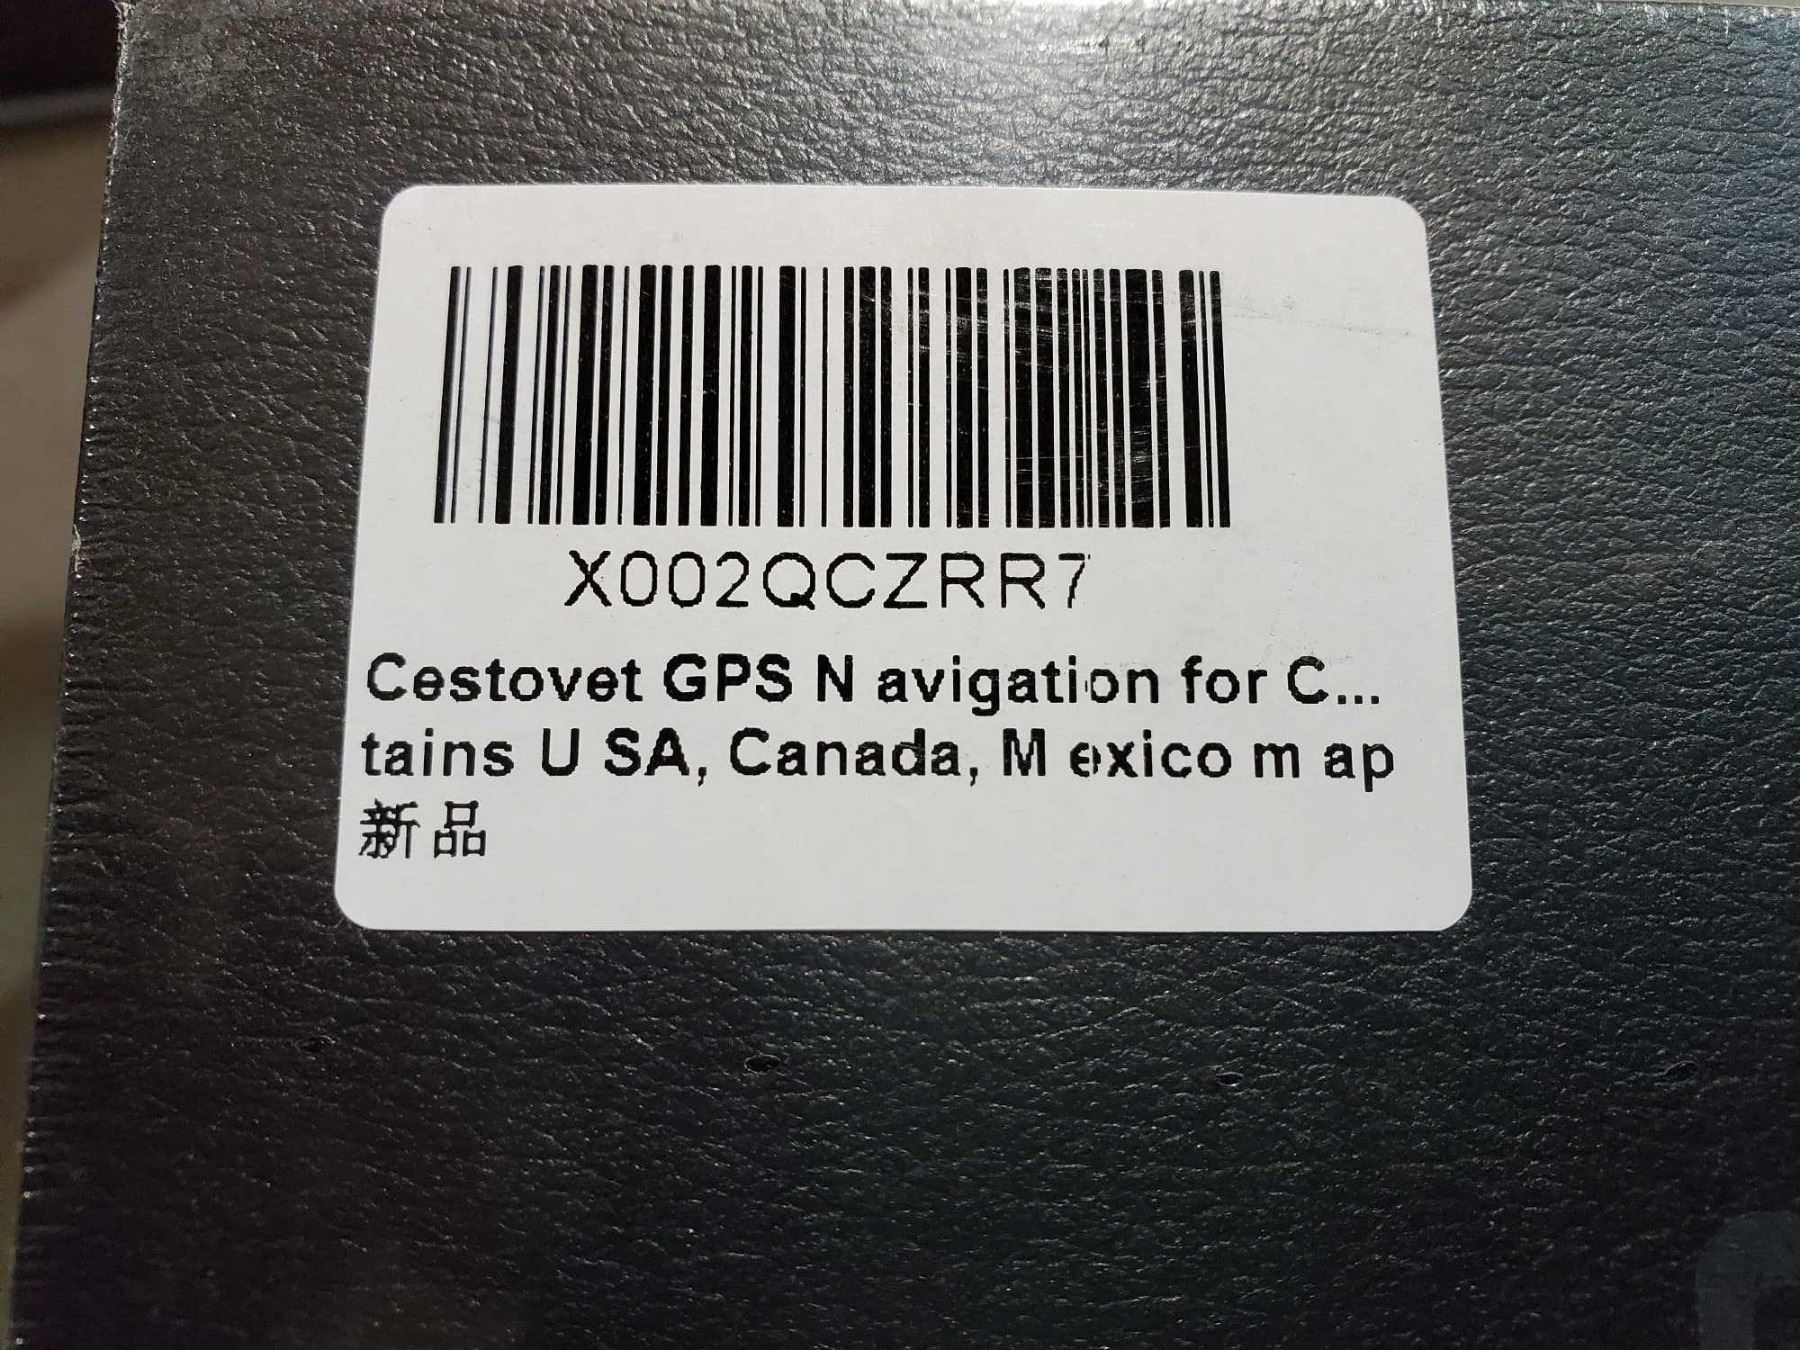 X002QCZRR7
Cestovet GPS N avigation for C...
tains U SA, Canada, M exico m ap
新品